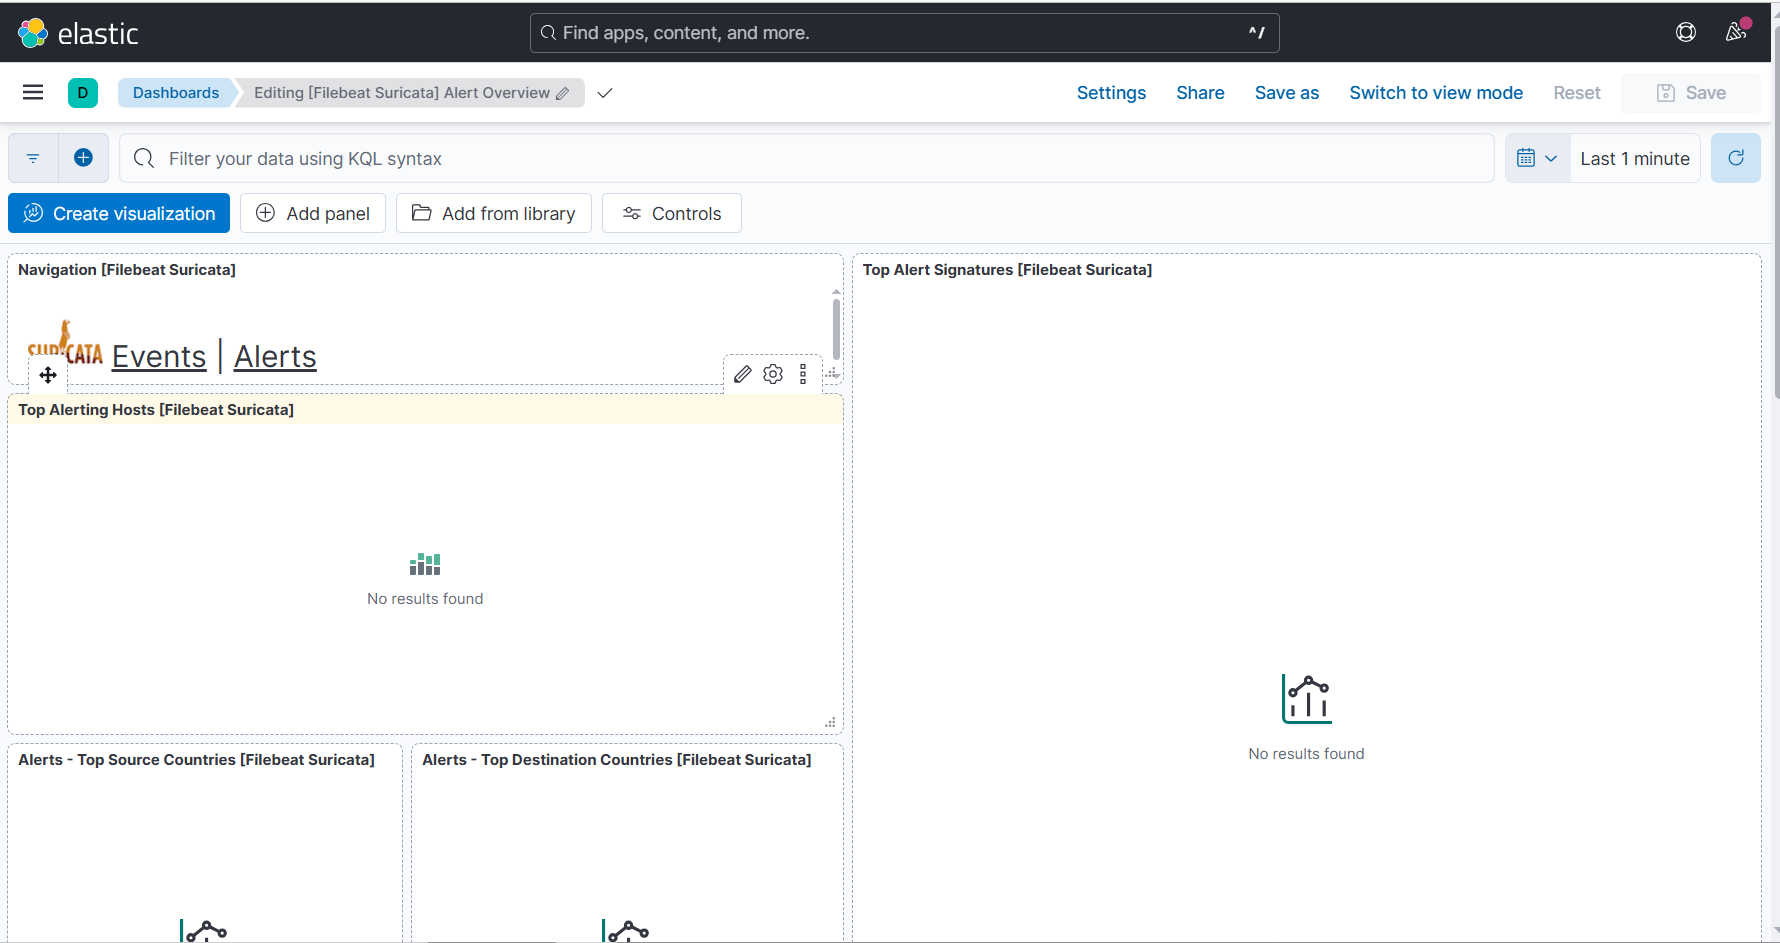 elastic
Find apps, content, and more.
^/
D
Dashboards
Editing [Filebeat Suricata] Alert Overview
Settings
Share
Save as
Switch to view mode
Reset
Save
Filter your data using KQL syntax
Last 1 minute
Create visualization
Add panel
Add from library
Controls
Navigation [Filebeat Suricata]
SURICATA
Events | Alerts
Top Alerting Hosts [Filebeat Suricata]
No results found
Alerts - Top Source Countries [Filebeat Suricata]
Alerts - Top Destination Countries [Filebeat Suricata]
Top Alert Signatures [Filebeat Suricata]
No results found